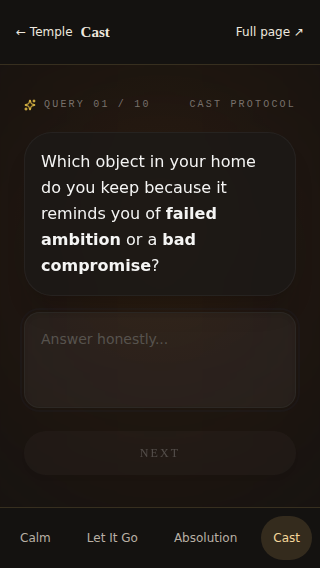 ← Temple Cast Full page ↗
QUERY 01 / 10 CAST PROTOCOL
Which object in your home
do you keep because it
reminds you of failed
ambition or a bad
compromise?
Answer honestly...
NEXT
Calm Let It Go Absolution Cast